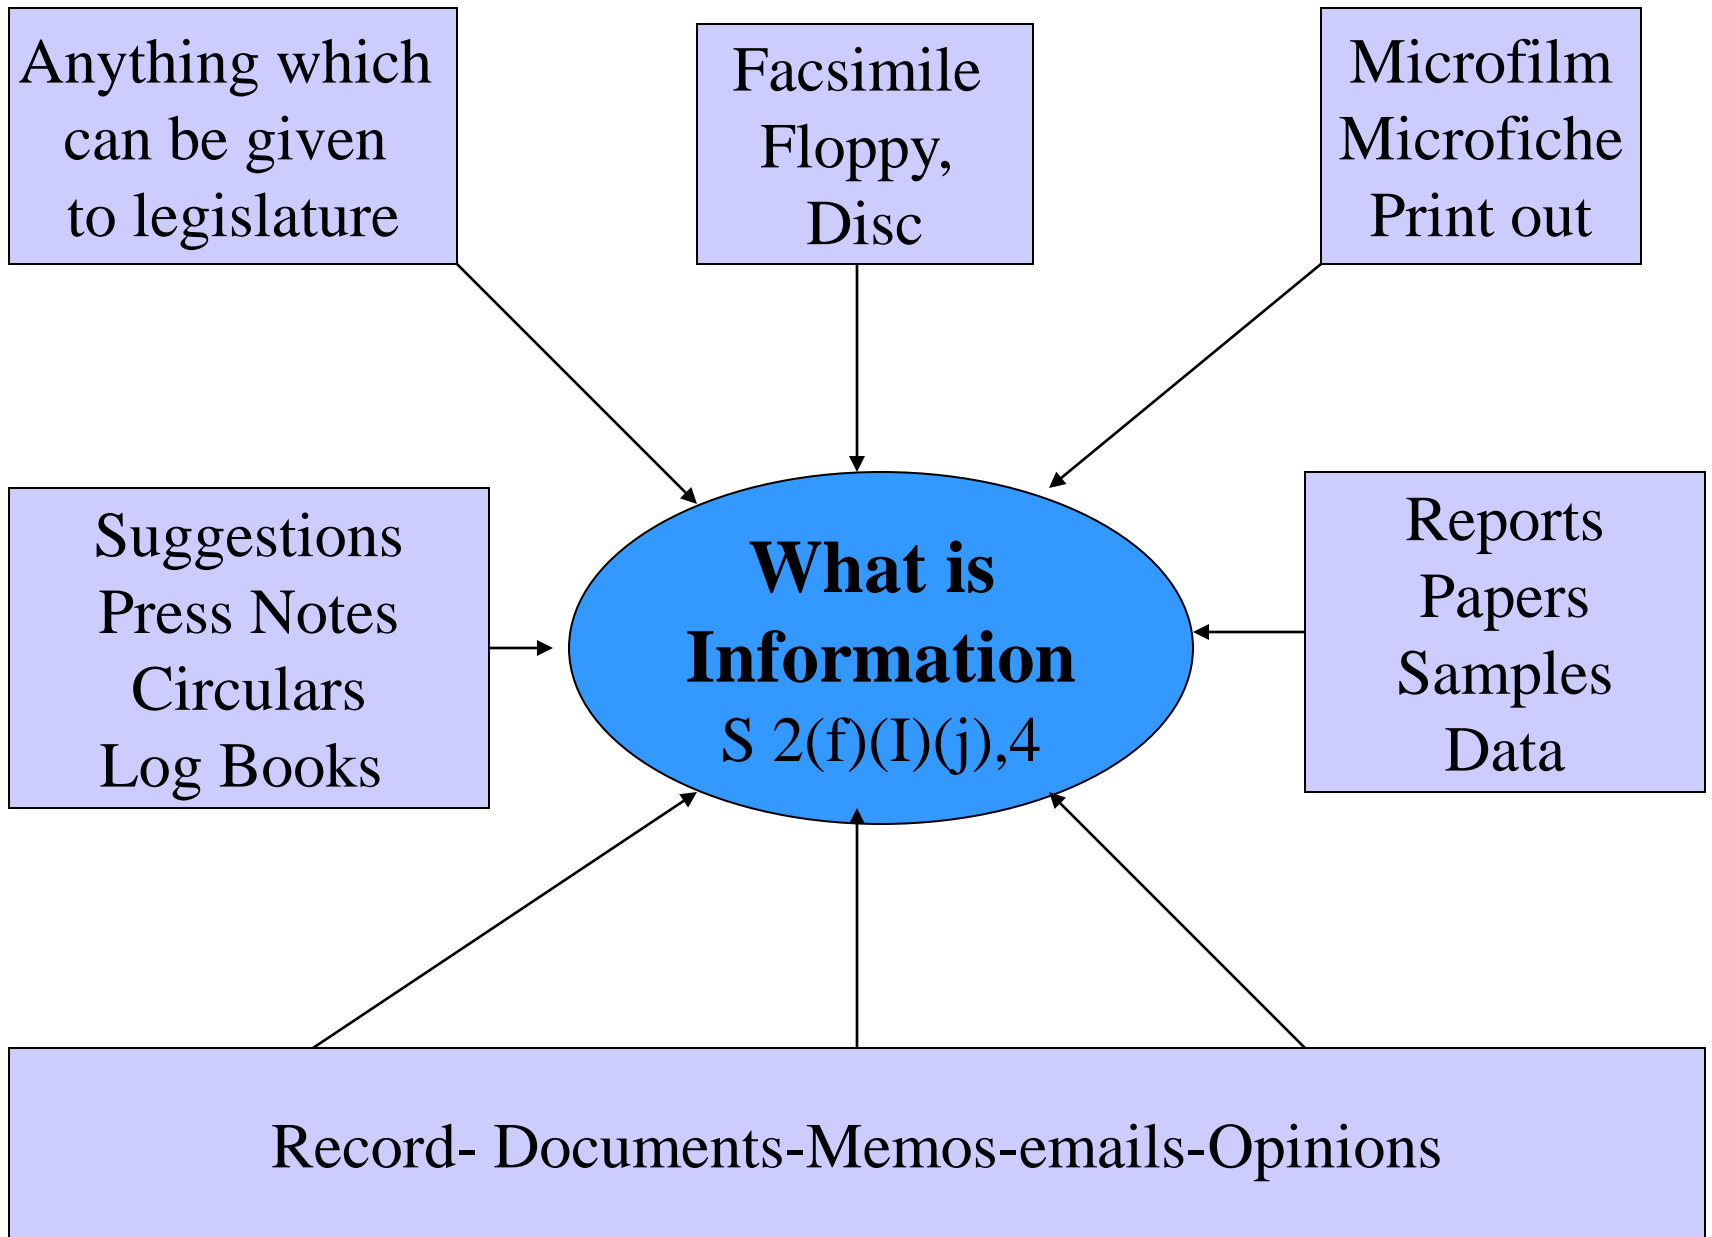 Anything which
can be given
to legislature
Facsimile
Floppy,
Disc
Microfilm
Microfiche
Print out
Suggestions
Press Notes
Circulars
Log Books
What is
Information
S 2(f)(I)(j),4
Reports
Papers
Samples
Data
Record- Documents-Memos-emails-Opinions